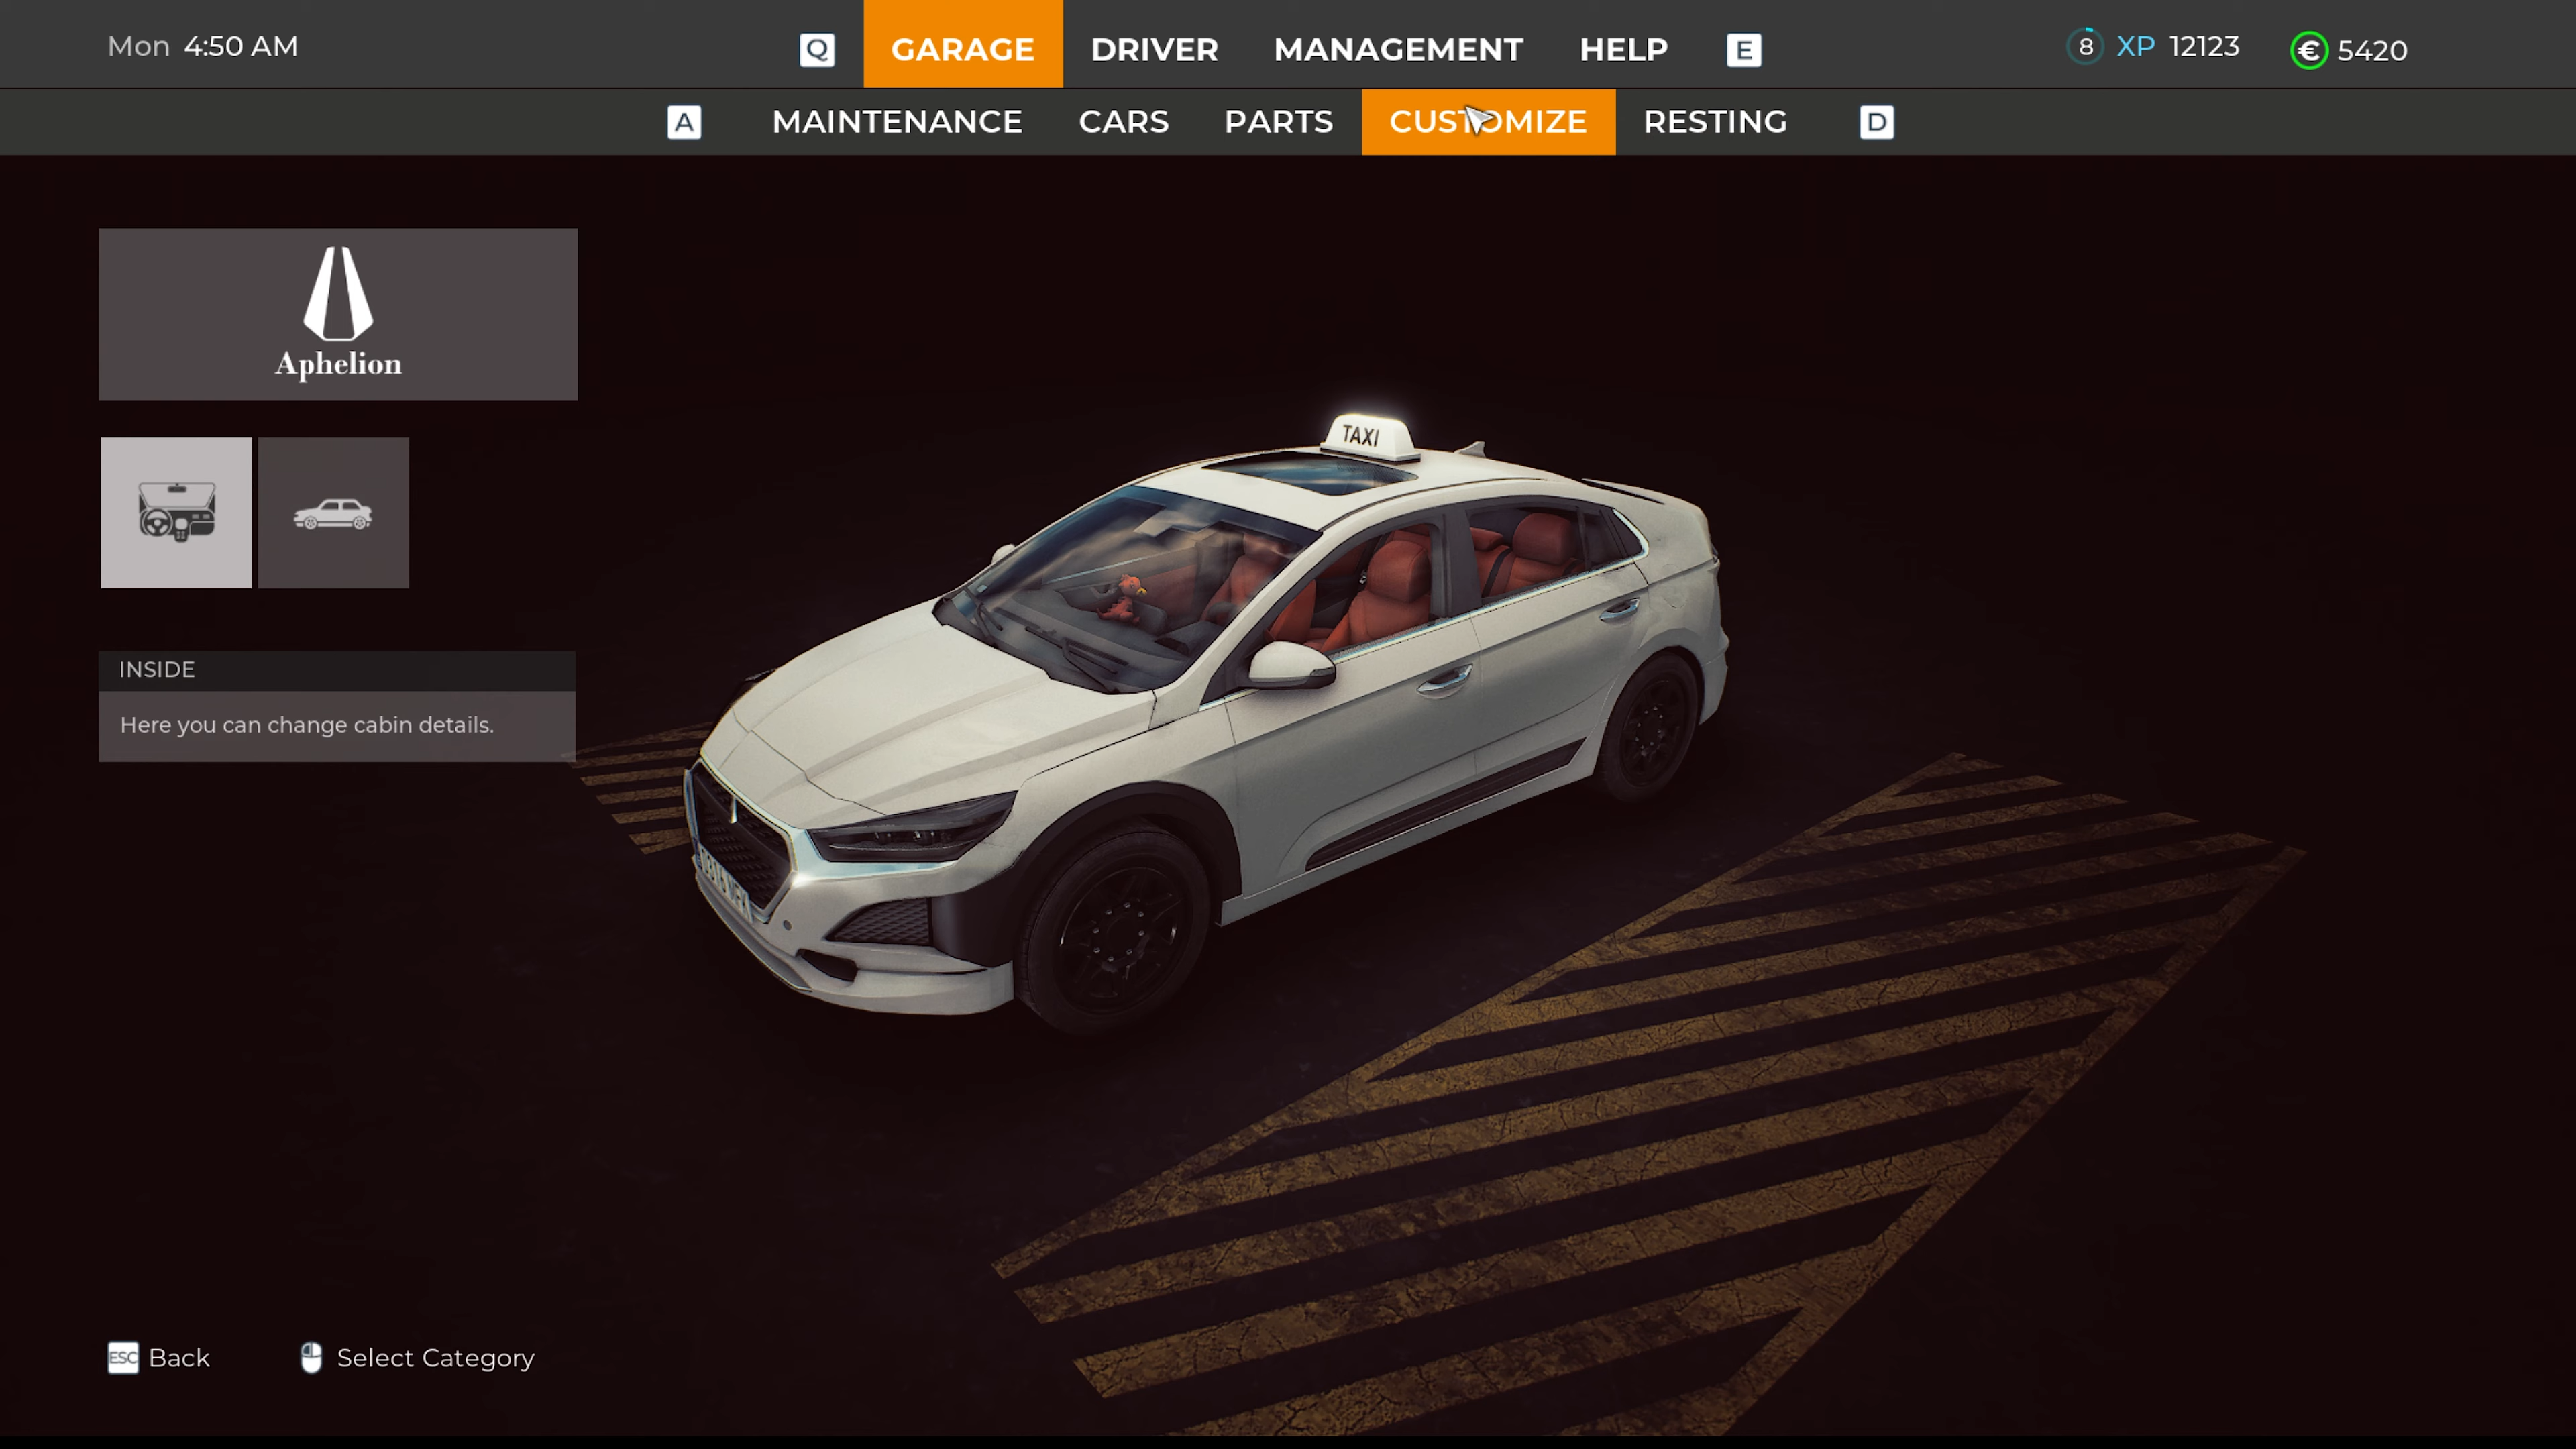 Mon 4:50 AM
Q GARAGE DRIVER MANAGEMENT HELP E
8 XP 12123 € 5420
A MAINTENANCE CARS PARTS CUSTOMIZE RESTING D
Aphelion
TAXI
INSIDE
Here you can change cabin details.
ESC Back Select Category